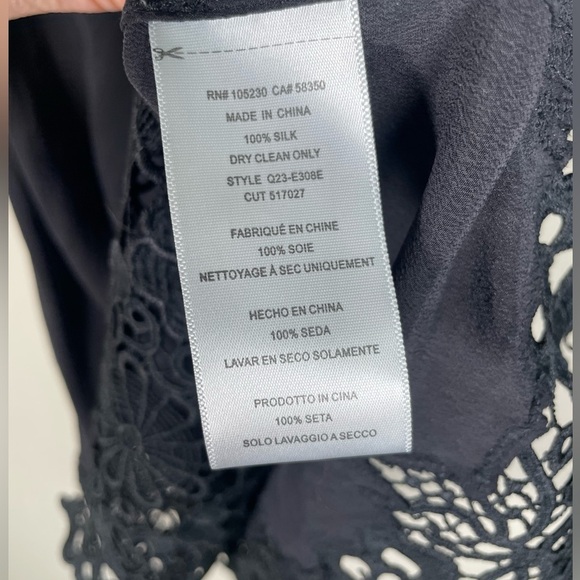 RN# 105230 CA# 58350
MADE IN CHINA
100% SILK
DRY CLEAN ONLY
STYLE Q23-E308E
CUT 517027
FABRIQUÉ EN CHINE
100% SOIE
NETTOYAGE À SEC UNIQUEMENT
HECHO EN CHINA
100% SEDA
LAVAR EN SECO SOLAMENTE
PRODOTTO IN CINA
100% SETA
SOLO LAVAGGIO A SECCO